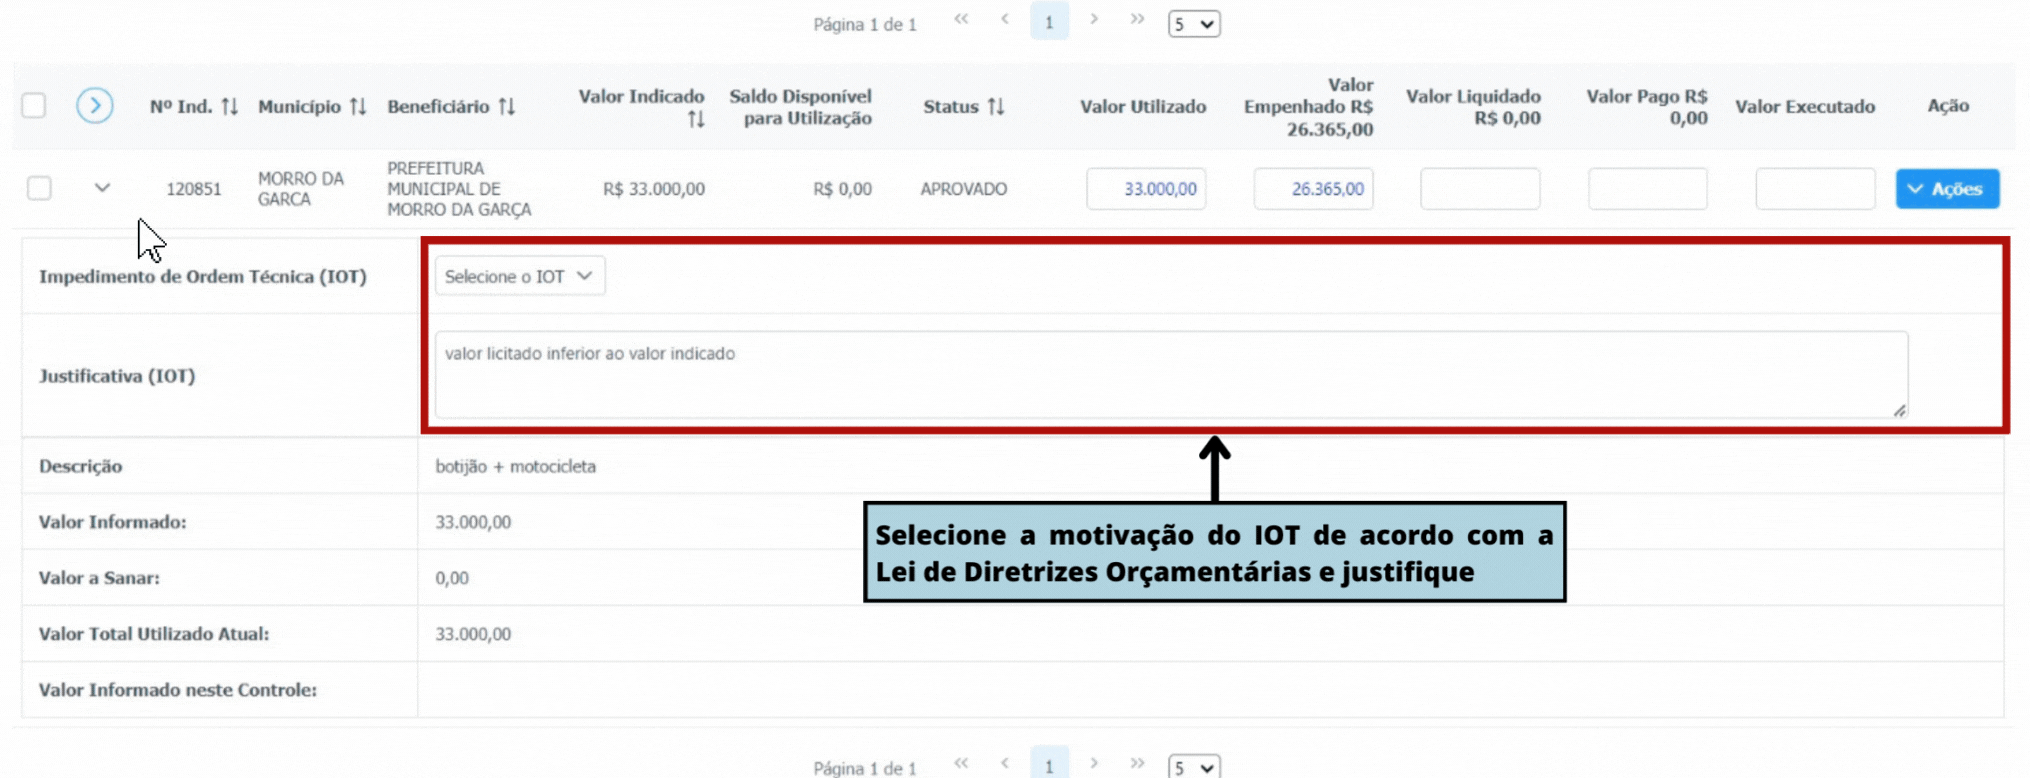 Página 1 de 1 << < 1 > >> 5
Nº Ind. ↑↓ Município ↑↓ Beneficiário ↑↓ Valor Indicado ↑↓ Saldo Disponível para Utilização Status ↑↓ Valor Utilizado Valor Empenhado R$ 26.365,00 Valor Liquidado R$ 0,00 Valor Pago R$ 0,00 Valor Executado Ação
120851 MORRO DA GARCA PREFEITURA MUNICIPAL DE MORRO DA GARÇA R$ 33.000,00 R$ 0,00 APROVADO 33.000,00 26.365,00 Ações
Impedimento de Ordem Técnica (IOT) Selecione o IOT
Justificativa (IOT) valor licitado inferior ao valor indicado
Descrição botijão + motocicleta
Valor Informado: 33.000,00
Selecione a motivação do IOT de acordo com a
Lei de Diretrizes Orçamentárias e justifique
Valor a Sanar: 0,00
Valor Total Utilizado Atual: 33.000,00
Valor Informado neste Controle:
Página 1 de 1 << < 1 > >> 5